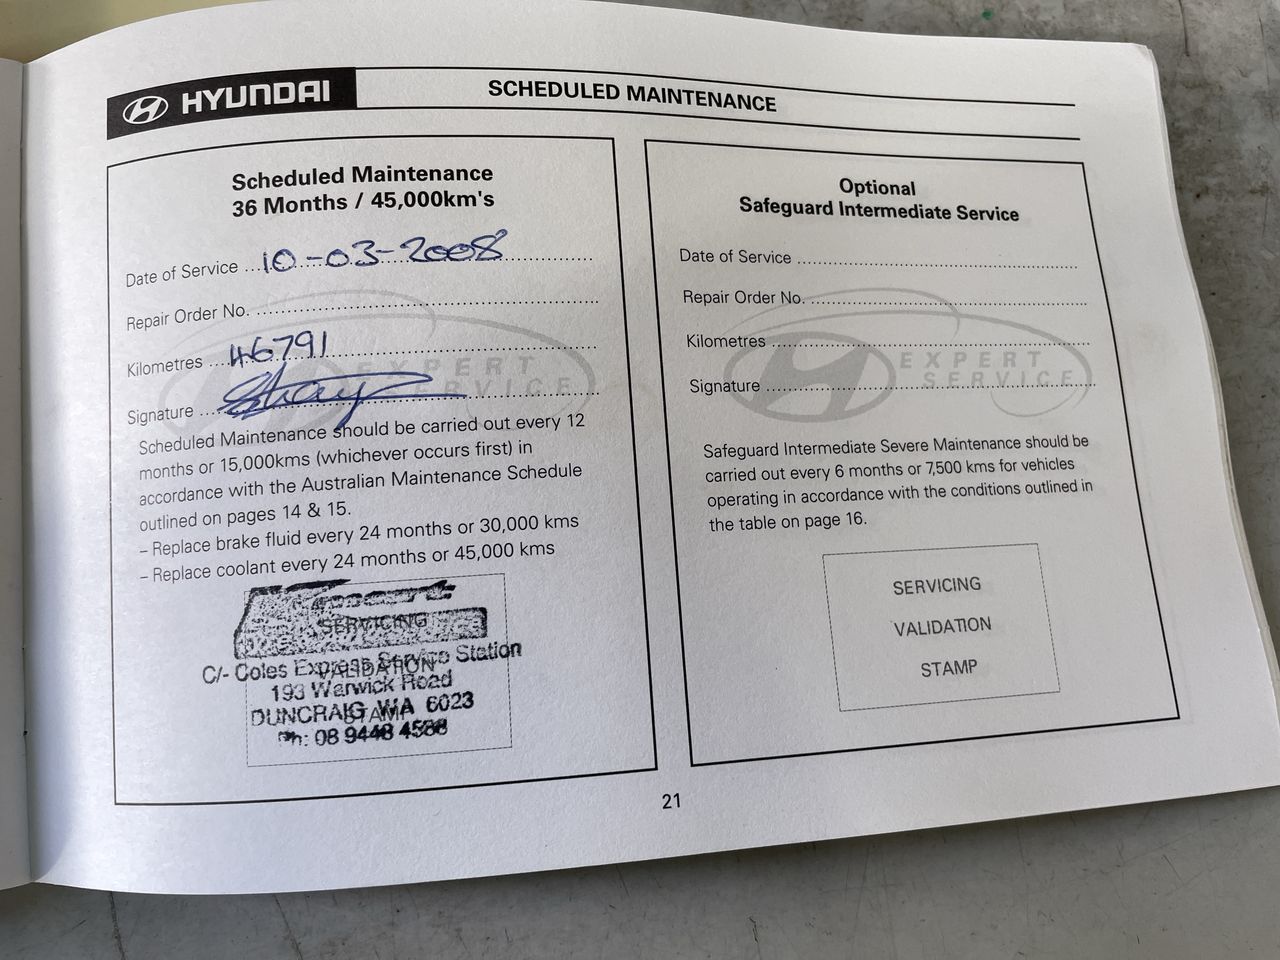 HYUNDAI
SCHEDULED MAINTENANCE
Scheduled Maintenance
36 Months / 45,000km's
Date of Service 10-03-2008
Repair Order No.
Kilometres 46791
Signature
EXPERT
SERVICE
Scheduled Maintenance should be carried out every 12
months or 15,000kms (whichever occurs first) in
accordance with the Australian Maintenance Schedule
outlined on pages 14 & 15.
– Replace brake fluid every 24 months or 30,000 kms
– Replace coolant every 24 months or 45,000 kms
SERVICING
VALIDATION
STAMP
C/- Coles Express Service Station
193 Warwick Road
DUNCRAIG WA 6023
Ph: 08 9448 4588
Optional
Safeguard Intermediate Service
Date of Service
Repair Order No.
Kilometres
Signature
EXPERT
SERVICE
Safeguard Intermediate Severe Maintenance should be
carried out every 6 months or 7,500 kms for vehicles
operating in accordance with the conditions outlined in
the table on page 16.
SERVICING
VALIDATION
STAMP
21